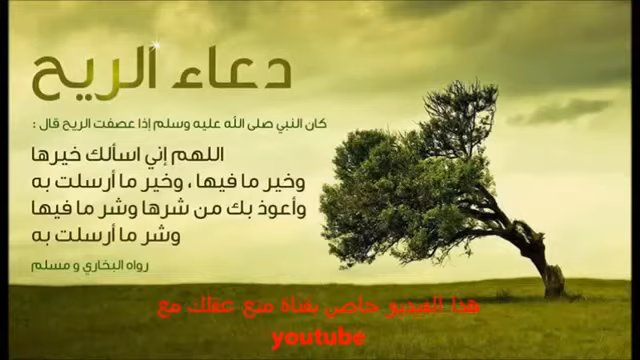 دعاء الريح
كان النبي صلى الله عليه وسلم إذا عصفت الريح قال :
اللهم إني اسألك خيرها
وخير ما فيها ، وخير ما أرسلت به
وأعوذ بك من شرها وشر ما فيها
وشر ما أرسلت به
رواه البخاري و مسلم
هذا الفيديو خاص بقناة متع عقلك مع
youtube